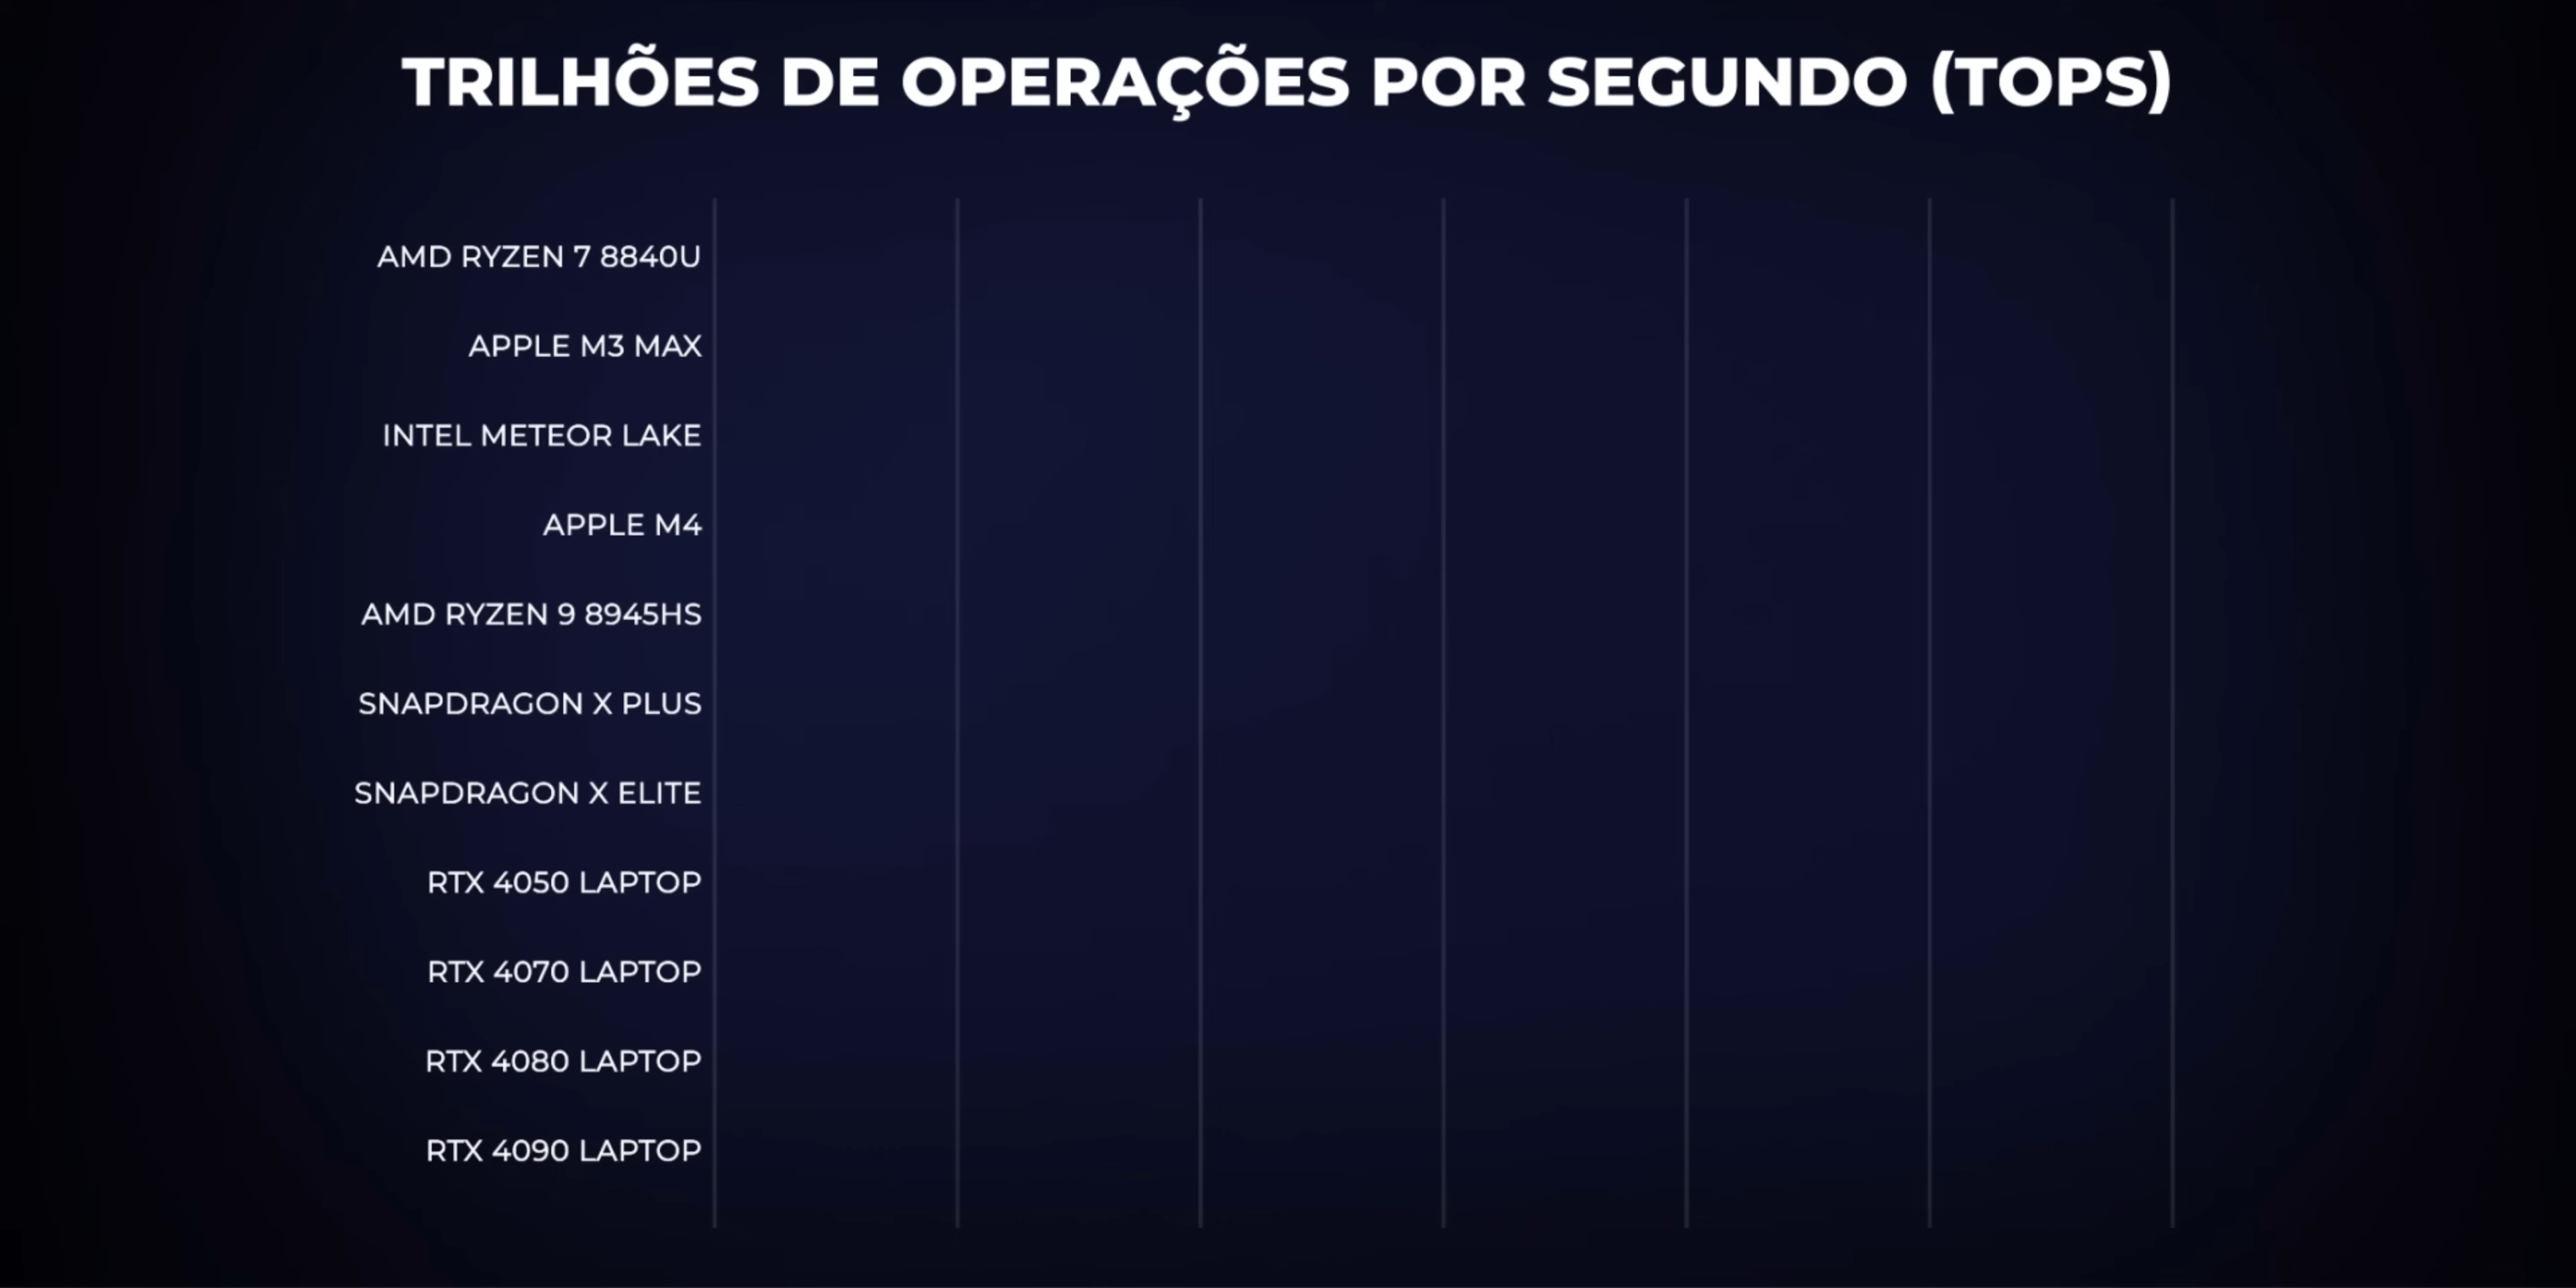 TRILHÕES DE OPERAÇÕES POR SEGUNDO (TOPS)
AMD RYZEN 7 8840U
APPLE M3 MAX
INTEL METEOR LAKE
APPLE M4
AMD RYZEN 9 8945HS
SNAPDRAGON X PLUS
SNAPDRAGON X ELITE
RTX 4050 LAPTOP
RTX 4070 LAPTOP
RTX 4080 LAPTOP
RTX 4090 LAPTOP